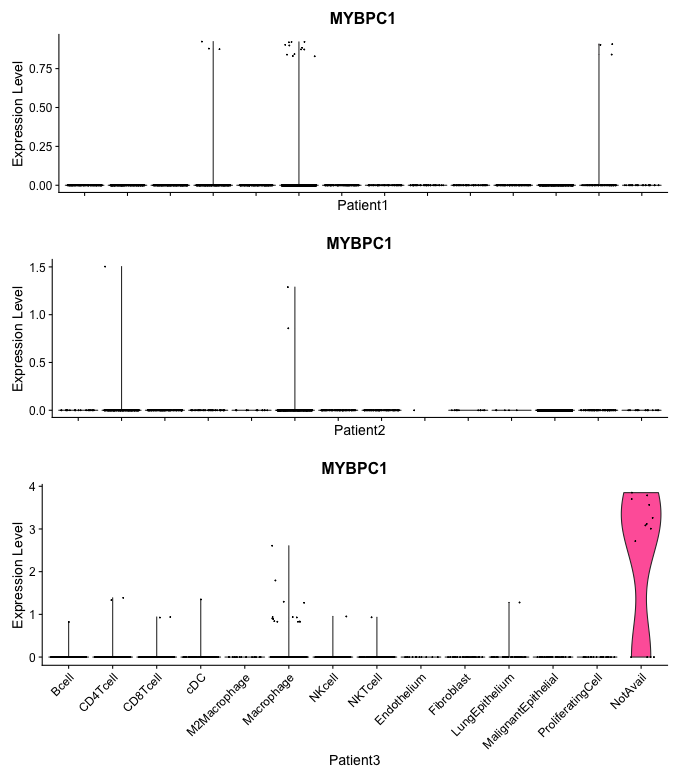 MYBPC1
Expression Level
0.75
0.50
0.25
0.00
Patient1
MYBPC1
Expression Level
1.5
1.0
0.5
0.0
Patient2
MYBPC1
Expression Level
4
3
2
1
0
Bcell
CD4Tcell
CD8Tcell
cDC
M2Macrophage
Macrophage
NKcell
NKTcell
Endothelium
Fibroblast
LungEpithelium
MalignantEpithelial
ProliferatingCell
NotAvail
Patient3